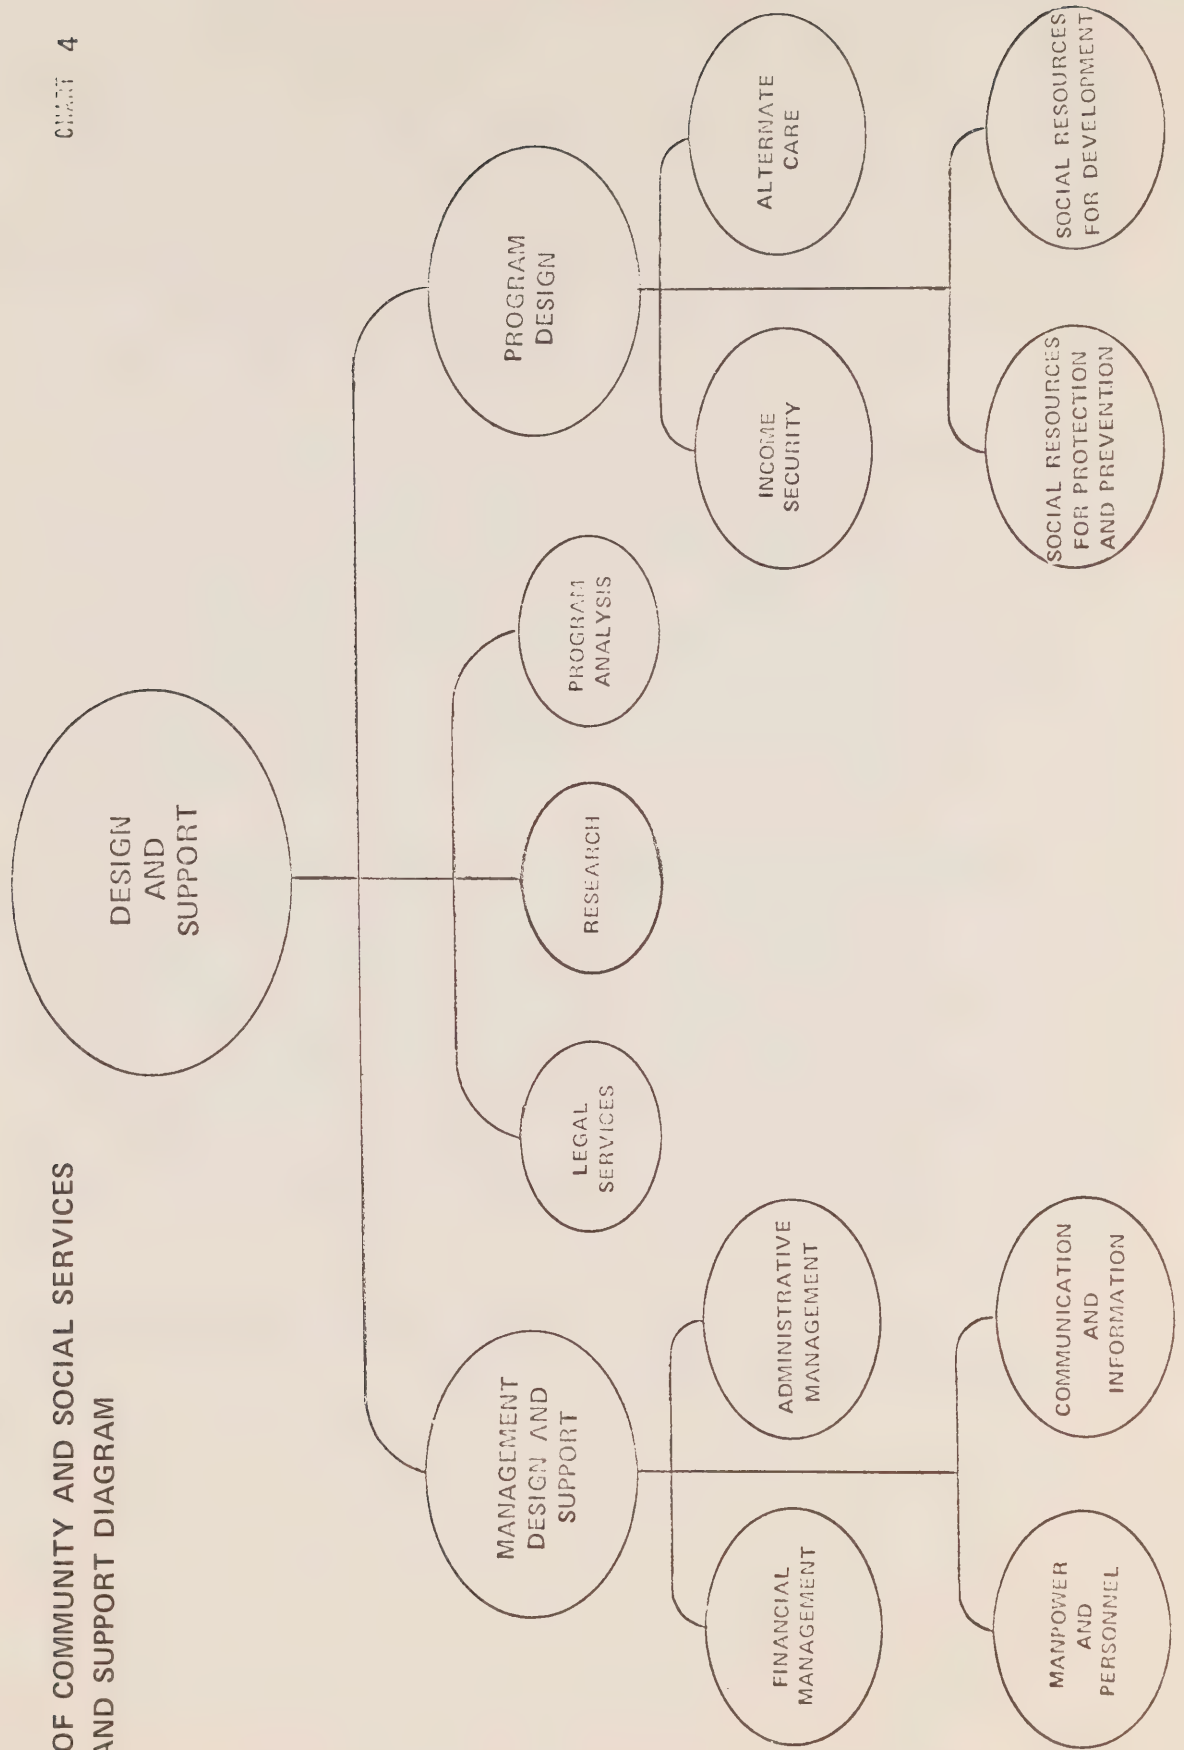 OF COMMUNITY AND SOCIAL SERVICES
AND SUPPORT DIAGRAM
CHART 4
DESIGN
AND
SUPPORT
MANAGEMENT
DESIGN AND
SUPPORT
LEGAL
SERVICES
RESEARCH
PROGRAM
ANALYSIS
PROGRAM
DESIGN
FINANCIAL
MANAGEMENT
ADMINISTRATIVE
MANAGEMENT
INCOME
SECURITY
ALTERNATE
CARE
MANPOWER
AND
PERSONNEL
COMMUNICATION
AND
INFORMATION
SOCIAL RESOURCES
FOR PROTECTION
AND PREVENTION
SOCIAL RESOURCES
FOR DEVELOPMENT